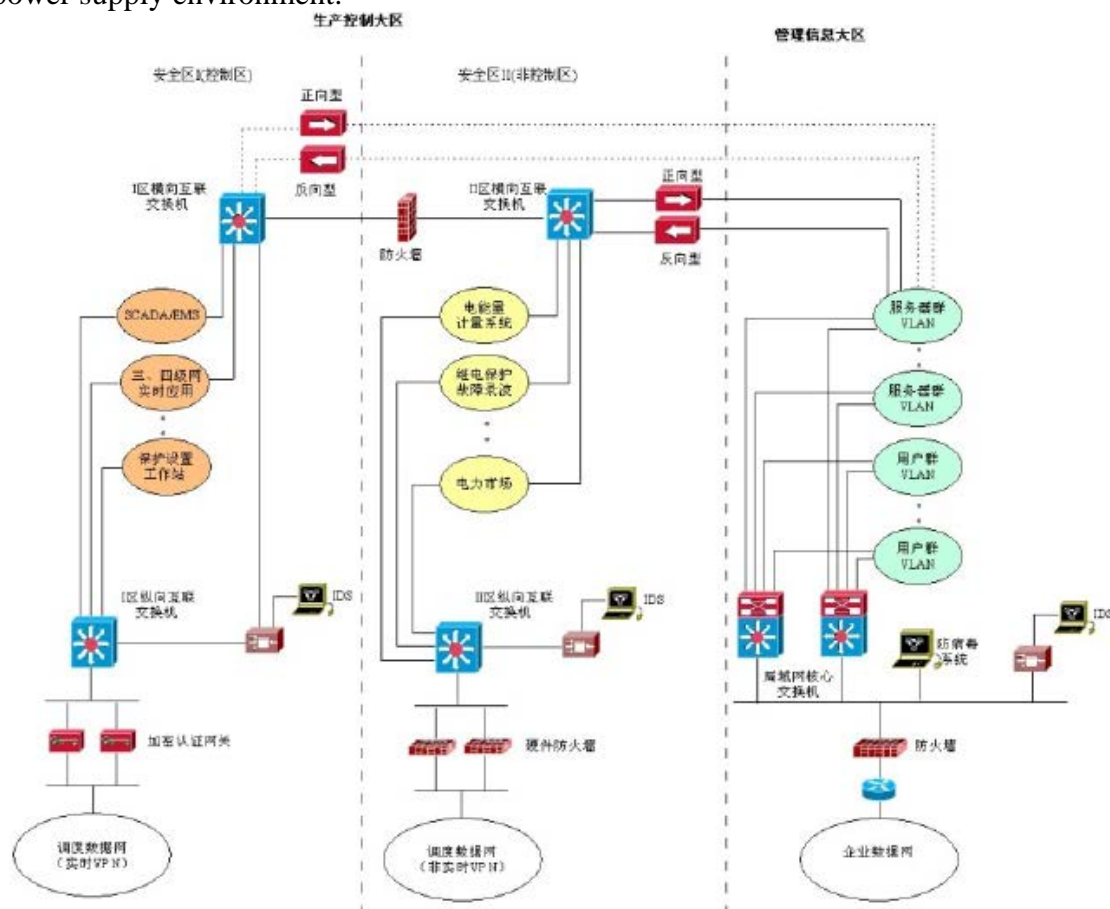 power supply environment.
生产控制大区
管理信息大区
安全区I(控制区)
安全区II(非控制区)
正向型
反向型
I区横向互联
交换机
II区横向互联
交换机
正向型
反向型
防火墙
SCADA/EMS
三、四级网
实时应用
保护设置
工作站
电能量
计量系统
继电保护
故障录波
电力市场
服务器群
VLAN
服务器群
VLAN
用户群
VLAN
用户群
VLAN
I区纵向互联
交换机
IDS
II区纵向互联
交换机
IDS
局域网核心
交换机
防病毒
系统
IDS
加密认证网关
硬件防火墙
防火墙
调度数据网
(实时VPN)
调度数据网
(非实时VPN)
企业数据网